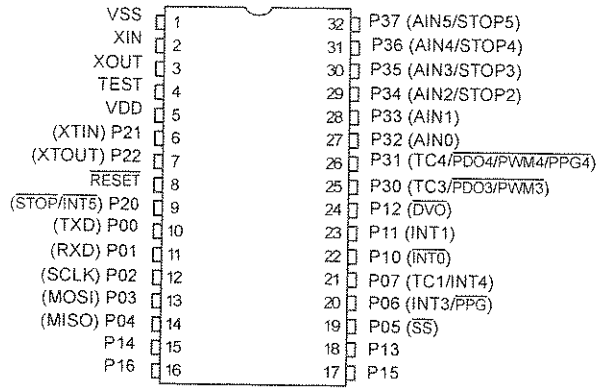 VSS 1 32 P37 (AIN5/STOP5)
XIN 2 31 P36 (AIN4/STOP4)
XOUT 3 30 P35 (AIN3/STOP3)
TEST 4 29 P34 (AIN2/STOP2)
VDD 5 28 P33 (AIN1)
(XTIN) P21 6 27 P32 (AIN0)
(XTOUT) P22 7 26 P31 (TC4/PDO4/PWM4/PPG4)
RESET 8 25 P30 (TC3/PDO3/PWM3)
(STOP/INT5) P20 9 24 P12 (DVO)
(TXD) P00 10 23 P11 (INT1)
(RXD) P01 11 22 P10 (INT0)
(SCLK) P02 12 21 P07 (TC1/INT4)
(MOSI) P03 13 20 P06 (INT3/PPG)
(MISO) P04 14 19 P05 (SS)
P14 15 18 P13
P16 16 17 P15